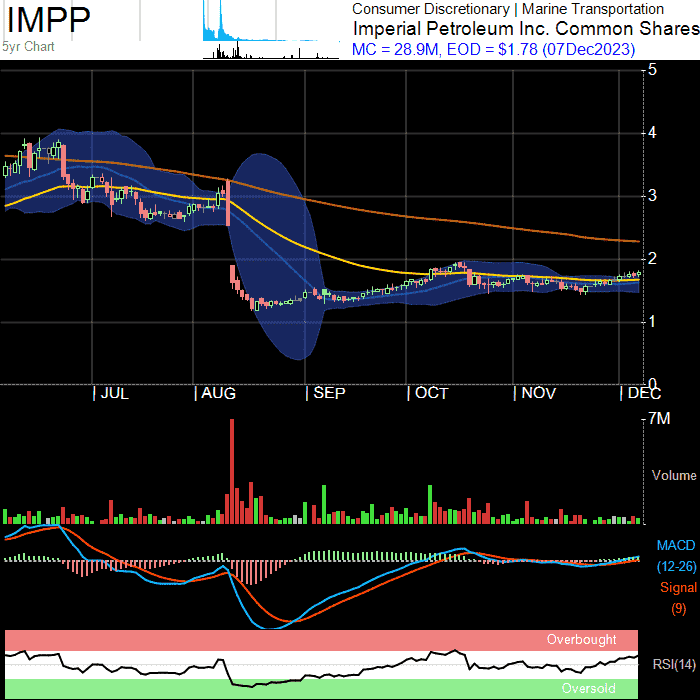 IMPP
5yr Chart
Consumer Discretionary | Marine Transportation
Imperial Petroleum Inc. Common Shares
MC = 28.9M, EOD = $1.78 (07Dec2023)
5
4
3
2
1
0
JUL AUG SEP OCT NOV DEC
7M
Volume
MACD
(12-26)
Signal
(9)
Overbought
RSI(14)
Oversold